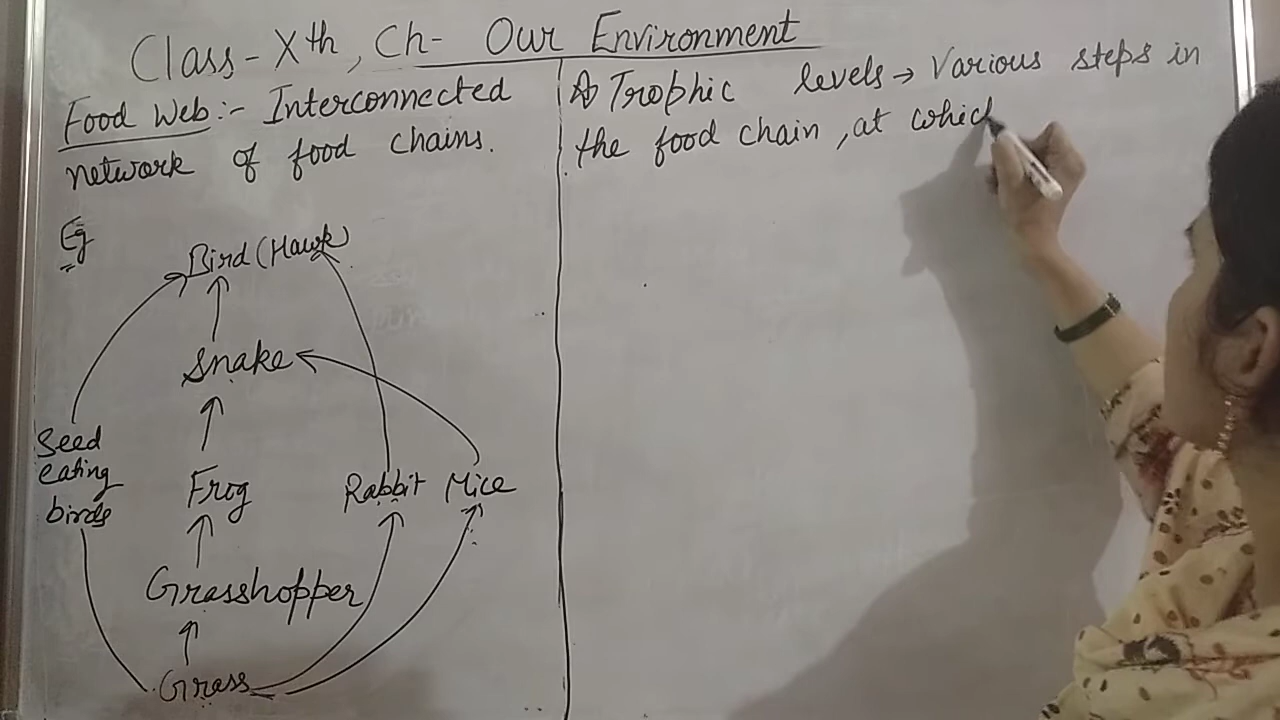 Class-Xth, Ch- Our Environment
Food Web:- Interconnected
network of food chains.
Eg
Bird (Hawk)
Snake
Seed
eating
birds
Frog
Rabbit Mice
Grasshopper
Grass
Trophic levels → Various steps in
the food chain, at which